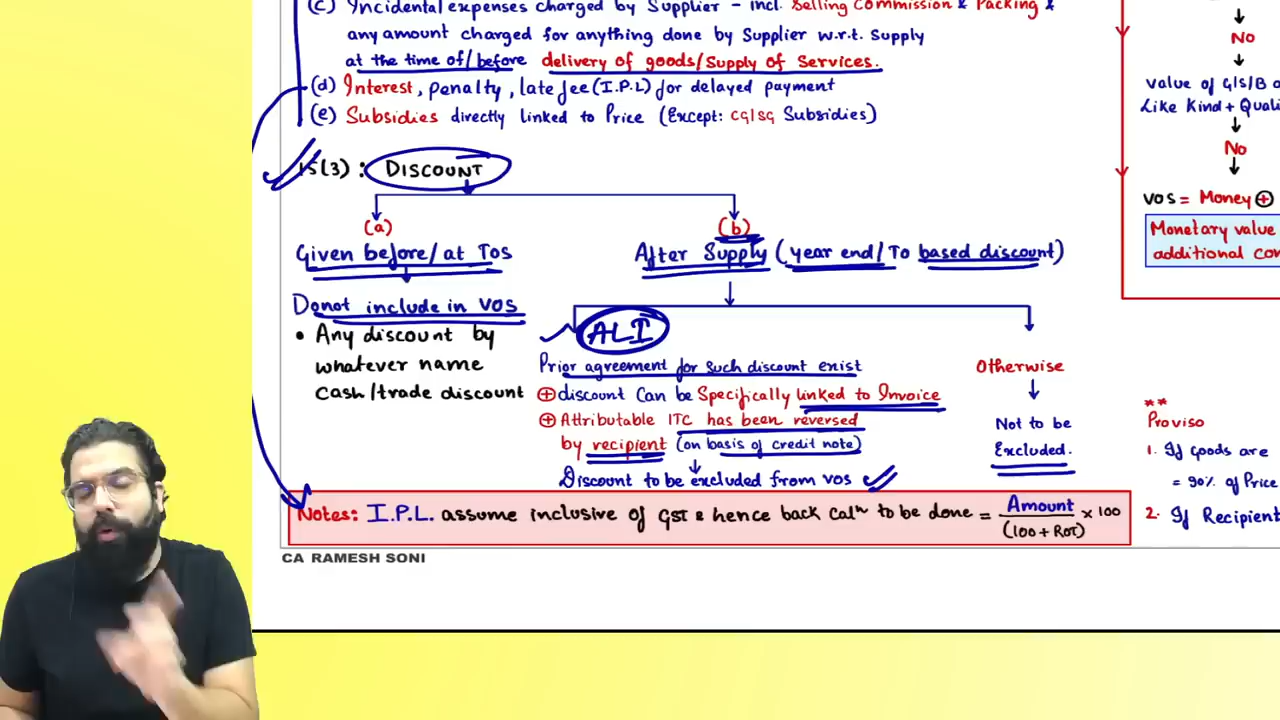 (c) Incidental expenses charged by Supplier - incl. Selling Commission & Packing &
any amount charged for anything done by Supplier w.r.t. Supply
at the time of/before delivery of goods/Supply of Services.
(d) Interest, penalty, late fee (I.P.L) for delayed payment
(e) Subsidies directly linked to Price (Except: CG/SG Subsidies)
15(3) : DISCOUNT
(a)
Given before/at TOS
Donot include in VOS
• Any discount by
whatever name
Cash/trade discount
(b)
After Supply (year end/ To based discount)
ALI
Prior agreement for such discount exist
⊕ discount Can be Specifically linked to Invoice
⊕ Attributable ITC has been reversed
by recipient (on basis of credit note)
Discount to be excluded from VOS
Otherwise
Not to be
Excluded.
Notes: I.P.L. assume inclusive of GST & hence back Calⁿ to be done = Amount/(100+ROT) × 100
CA RAMESH SONI
No
Value of G/S/B
Like Kind +
No
VOS = Money ⊕
Monetary value
additional
**
Proviso
1. If goods are
= 90% of Price
2. If Recipient